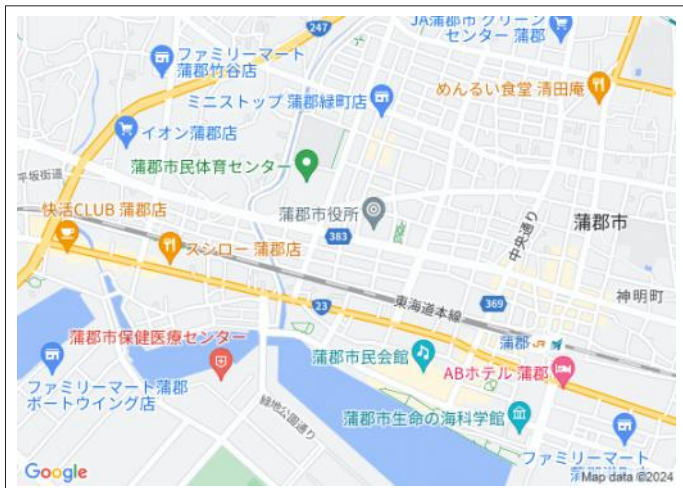 JA蒲郡市 グリーン
センター 蒲郡
247
ファミリーマート
蒲郡竹谷店
めんるい食堂 清田庵
ミニストップ 蒲郡緑町店
イオン蒲郡店
蒲郡市民体育センター
平坂街道
快活CLUB 蒲郡店
蒲郡市役所
中央通り
蒲郡市
383
スシロー 蒲郡店
神明町
23
東海道本線
369
蒲郡市保健医療センター
蒲郡
蒲郡市民会館
ABホテル 蒲郡
ファミリーマート蒲郡
ボートウイング店
緑地公園通り
蒲郡市生命の海科学館
ファミリーマート
Google
Map data ©2024